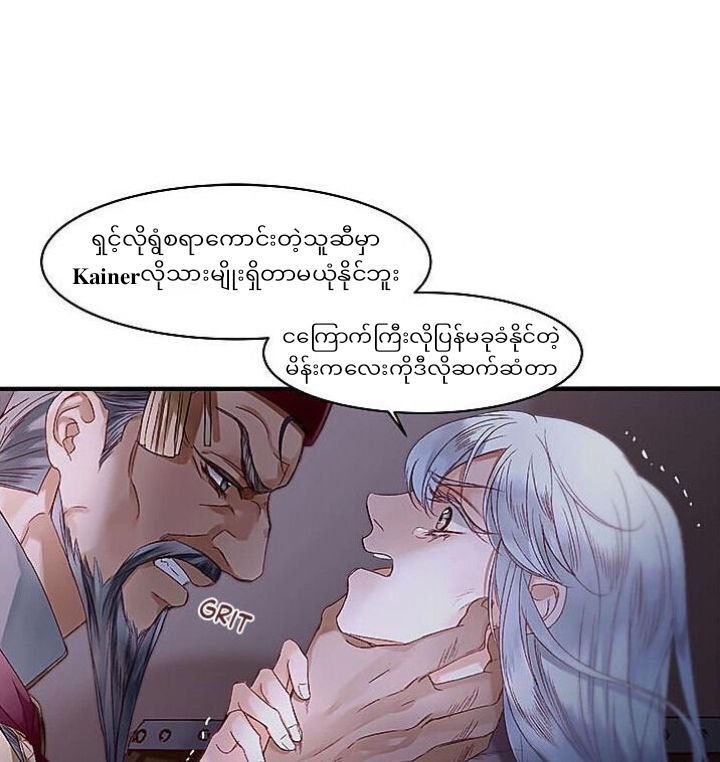 ရှင့်လိုရွံစရာကောင်းတဲ့သူဆီမှာ
Kainerလိုသားမျိုးရှိတာမယုံနိုင်ဘူး
ငကြောက်ကြီးလိုပြန်မခုခံနိုင်တဲ့
မိန်းကလေးကိုဒီလိုဆက်ဆံတာ
GRIT